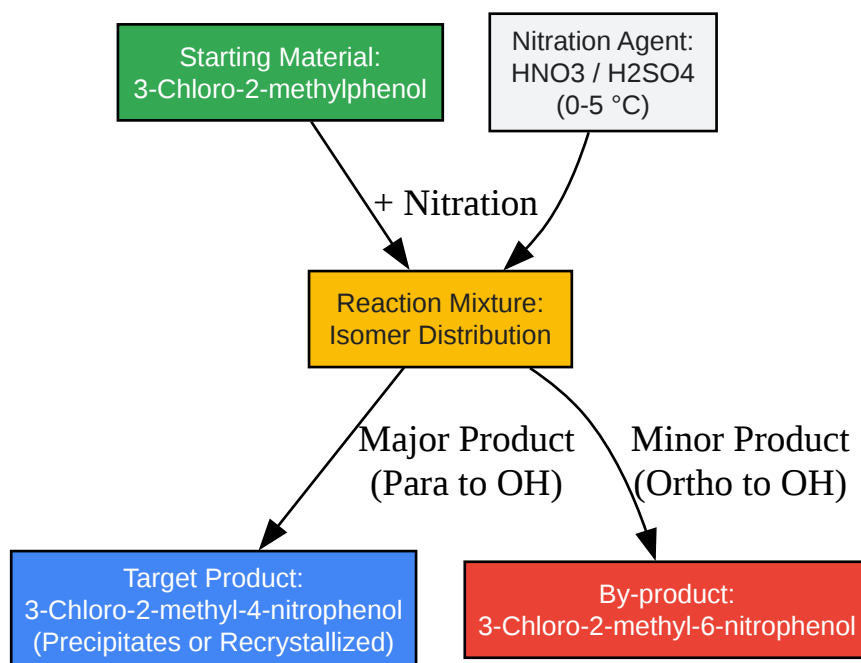 Starting Material:
3-Chloro-2-methylphenol
Nitration Agent:
HNO3 / H2SO4
(0-5 °C)
+ Nitration
Reaction Mixture:
Isomer Distribution
Major Product
(Para to OH)
Minor Product
(Ortho to OH)
Target Product:
3-Chloro-2-methyl-4-nitrophenol
(Precipitates or Recrystallized)
By-product:
3-Chloro-2-methyl-6-nitrophenol